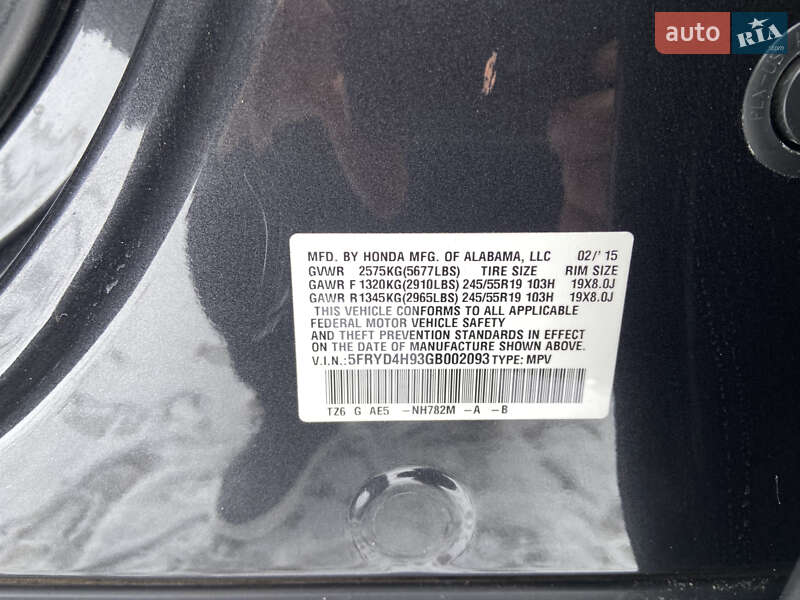 auto RIA
MFD. BY HONDA MFG. OF ALABAMA, LLC 02/' 15
GVWR 2575KG(5677LBS) TIRE SIZE RIM SIZE
GAWR F1320KG(2910LBS)245/55R19 103H 19X8.0J
GAWR R1345KG(2965LBS)245/55R19 103H 19X8.0J
THIS VEHICLE CONFORMS TO ALL APPLICABLE
FEDERAL MOTOR VEHICLE SAFETY
AND THEFT PREVENTION STANDARDS IN EFFECT
ON THE DATE OF MANUFACTURE SHOWN ABOVE.
V.I.N.:5FRYD4H93GB002093 TYPE: MPV
TZ6 G AE5 -NH782M -A -B